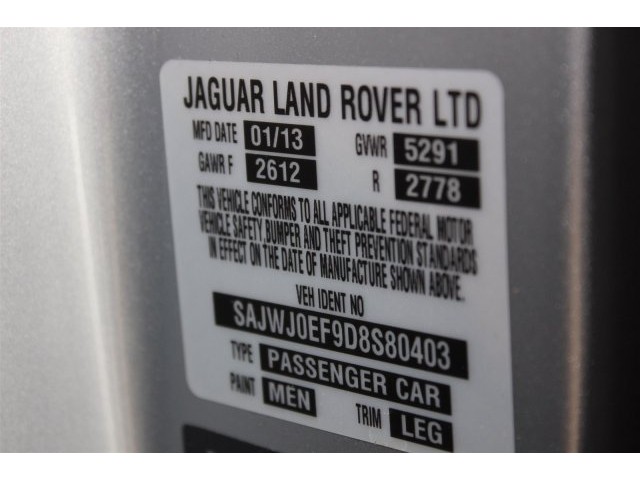 JAGUAR LAND ROVER LTD
MFD DATE 01/13 GVWR 5291
GAWR F 2612 R 2778
THIS VEHICLE CONFORMS TO ALL APPLICABLE FEDERAL MOTOR
VEHICLE SAFETY, BUMPER AND THEFT PREVENTION STANDARDS
IN EFFECT ON THE DATE OF MANUFACTURE SHOWN ABOVE.
VEH IDENT NO
SAJWJ0EF9D8S80403
TYPE PASSENGER CAR
PAINT MEN TRIM LEG